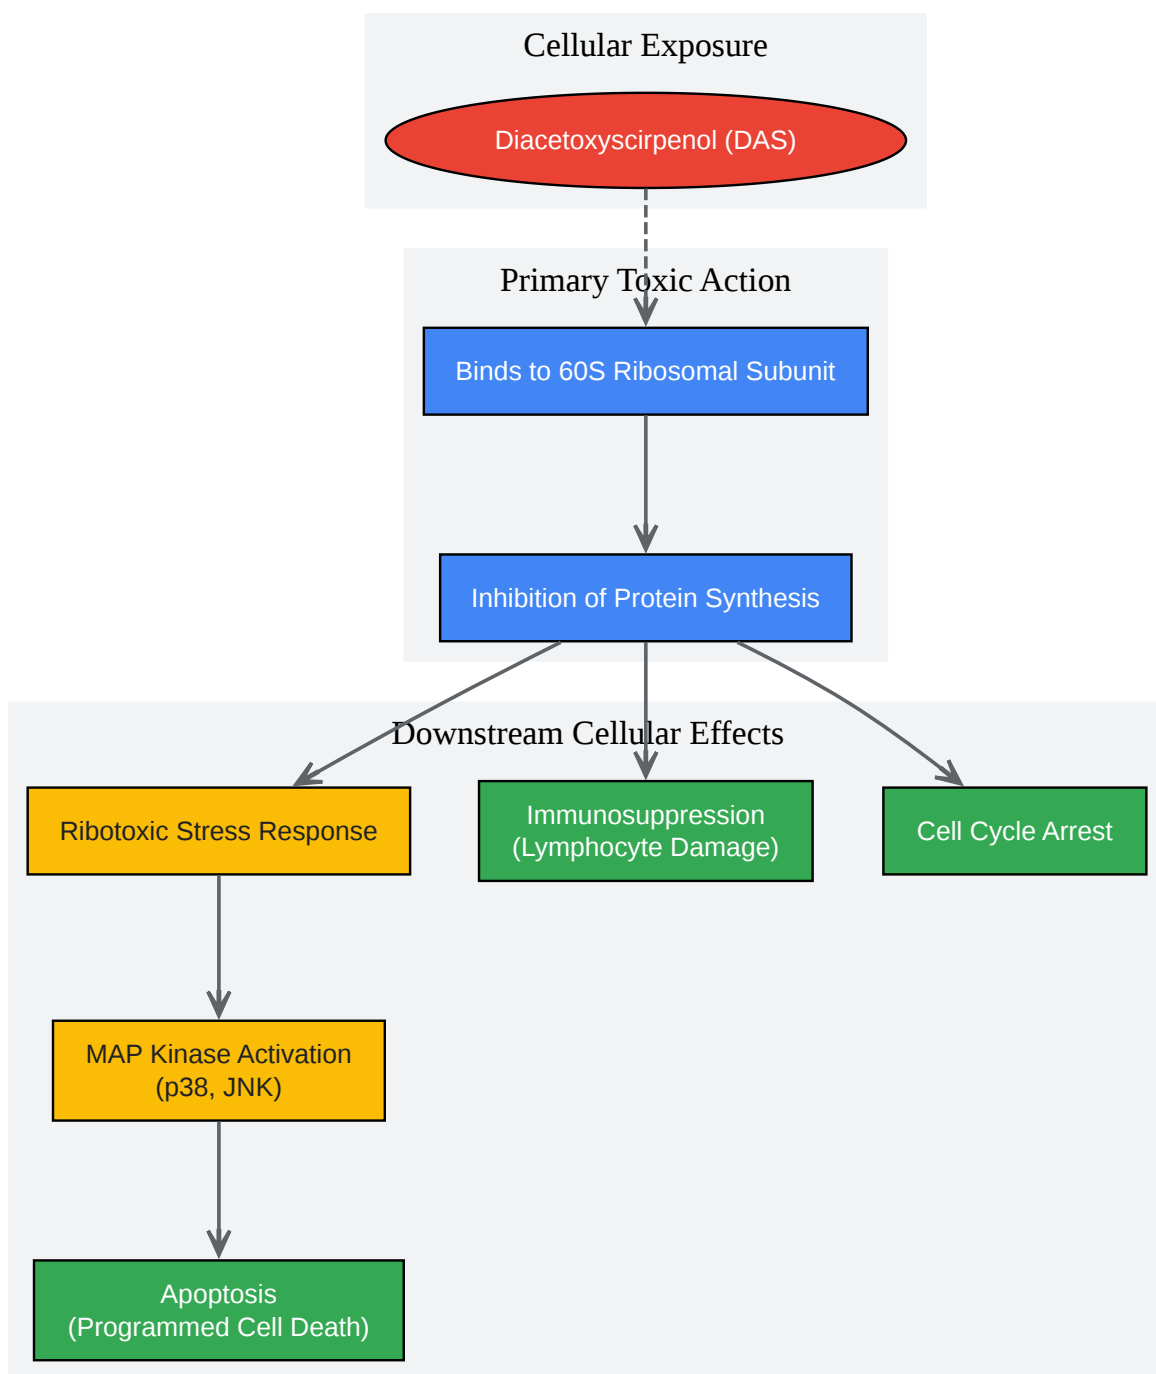 Cellular Exposure
Diacetoxyscirpenol (DAS)
Primary Toxic Action
Binds to 60S Ribosomal Subunit
Inhibition of Protein Synthesis
Downstream Cellular Effects
Ribotoxic Stress Response
Immunosuppression
(Lymphocyte Damage)
Cell Cycle Arrest
MAP Kinase Activation
(p38, JNK)
Apoptosis
(Programmed Cell Death)